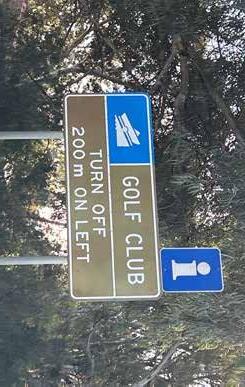 i
GOLF CLUB
TURN OFF
200 m ON LEFT